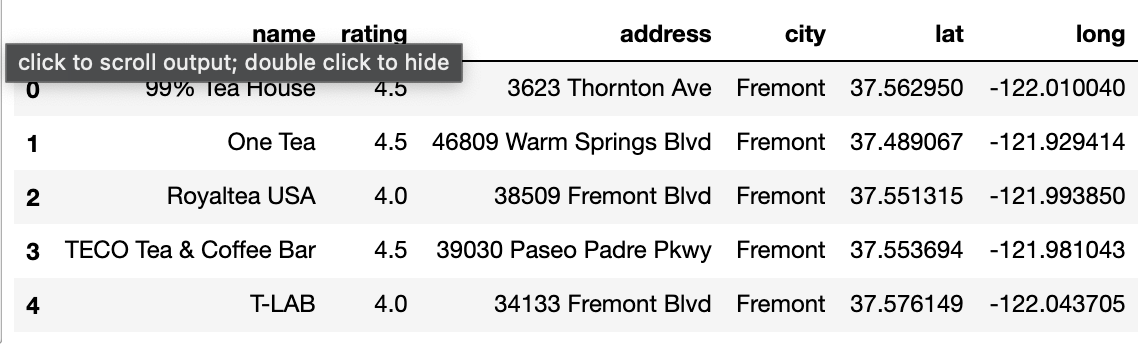 name rating address city lat long
click to scroll output; double click to hide
0 99% Tea House 4.5 3623 Thornton Ave Fremont 37.562950 -122.010040
1 One Tea 4.5 46809 Warm Springs Blvd Fremont 37.489067 -121.929414
2 Royaltea USA 4.0 38509 Fremont Blvd Fremont 37.551315 -121.993850
3 TECO Tea & Coffee Bar 4.5 39030 Paseo Padre Pkwy Fremont 37.553694 -121.981043
4 T-LAB 4.0 34133 Fremont Blvd Fremont 37.576149 -122.043705